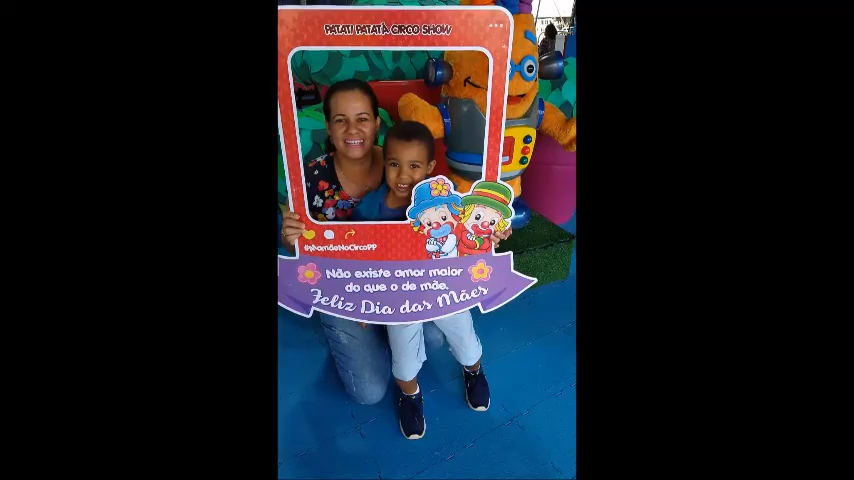 PATATI PATATÁ CIRCO SHOW
#MamãeNoCircoPP
Não existe amor maior
do que o de mãe.
Feliz Dia das Mães